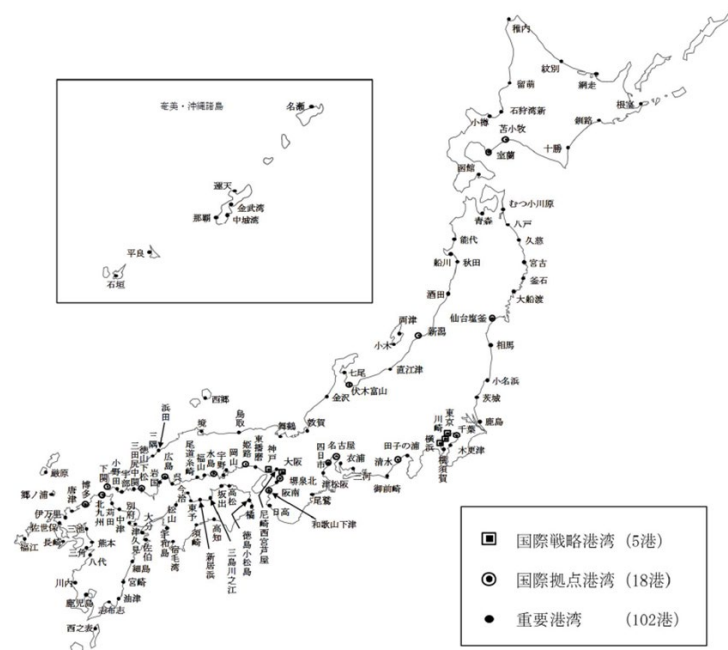 稚内
紋別
網走
留萌
根室
石狩湾新
釧路
小樽
苫小牧
十勝
室蘭
函館
奄美・沖縄諸島
名瀬
運天
金武湾
那覇
中城湾
平良
石垣
むつ小川原
青森
八戸
能代
久慈
船川
秋田
宮古
釜石
酒田
大船渡
仙台塩釜
両津
新潟
小木
相馬
七尾
直江津
伏木富山
小名浜
金沢
茨城
鹿島
西郷
浜田
境
鳥取
舞鶴
敦賀
東京
川崎
千葉
横浜
木更津
横須賀
名古屋
四日市
衣浦
田子の浦
清水
三河
御前崎
津松阪
尾鷲
東播磨
神戸
大阪
姫路
堺泉北
阪南
日高
和歌山下津
尼崎西宮芦屋
岡山
宇野
水島
福山
尾道糸崎
呉
広島
岩国
徳山下松
三隅
三田尻中関
宇部
小野田
下関
高松
坂出
橘
徳島小松島
三島川之江
新居浜
東予
今治
松山
高知
須崎
宿毛湾
宇和島
厳原
郷ノ浦
博多
唐津
伊万里
佐世保
北九州
苅田
中津
別府
大分
津久見
佐伯
福江
長崎
三池
三角
熊本
八代
細島
宮崎
川内
鹿児島
油津
志布志
西之表
国際戦略港湾 (5港)
国際拠点港湾 (18港)
重要港湾 (102港)